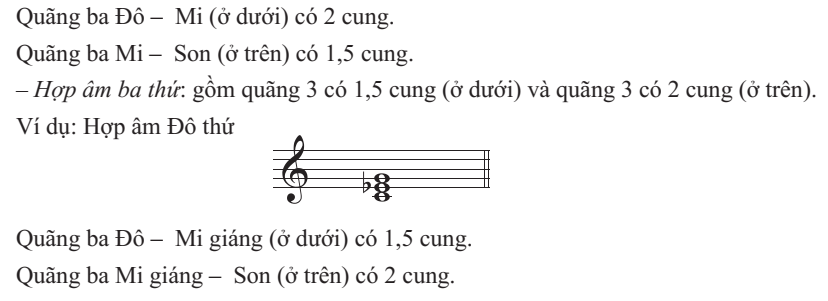 Quãng ba Đô – Mi (ở dưới) có 2 cung.
Quãng ba Mi – Son (ở trên) có 1,5 cung.
– Hợp âm ba thứ: gồm quãng 3 có 1,5 cung (ở dưới) và quãng 3 có 2 cung (ở trên).
Ví dụ: Hợp âm Đô thứ
Quãng ba Đô – Mi giáng (ở dưới) có 1,5 cung.
Quãng ba Mi giáng – Son (ở trên) có 2 cung.